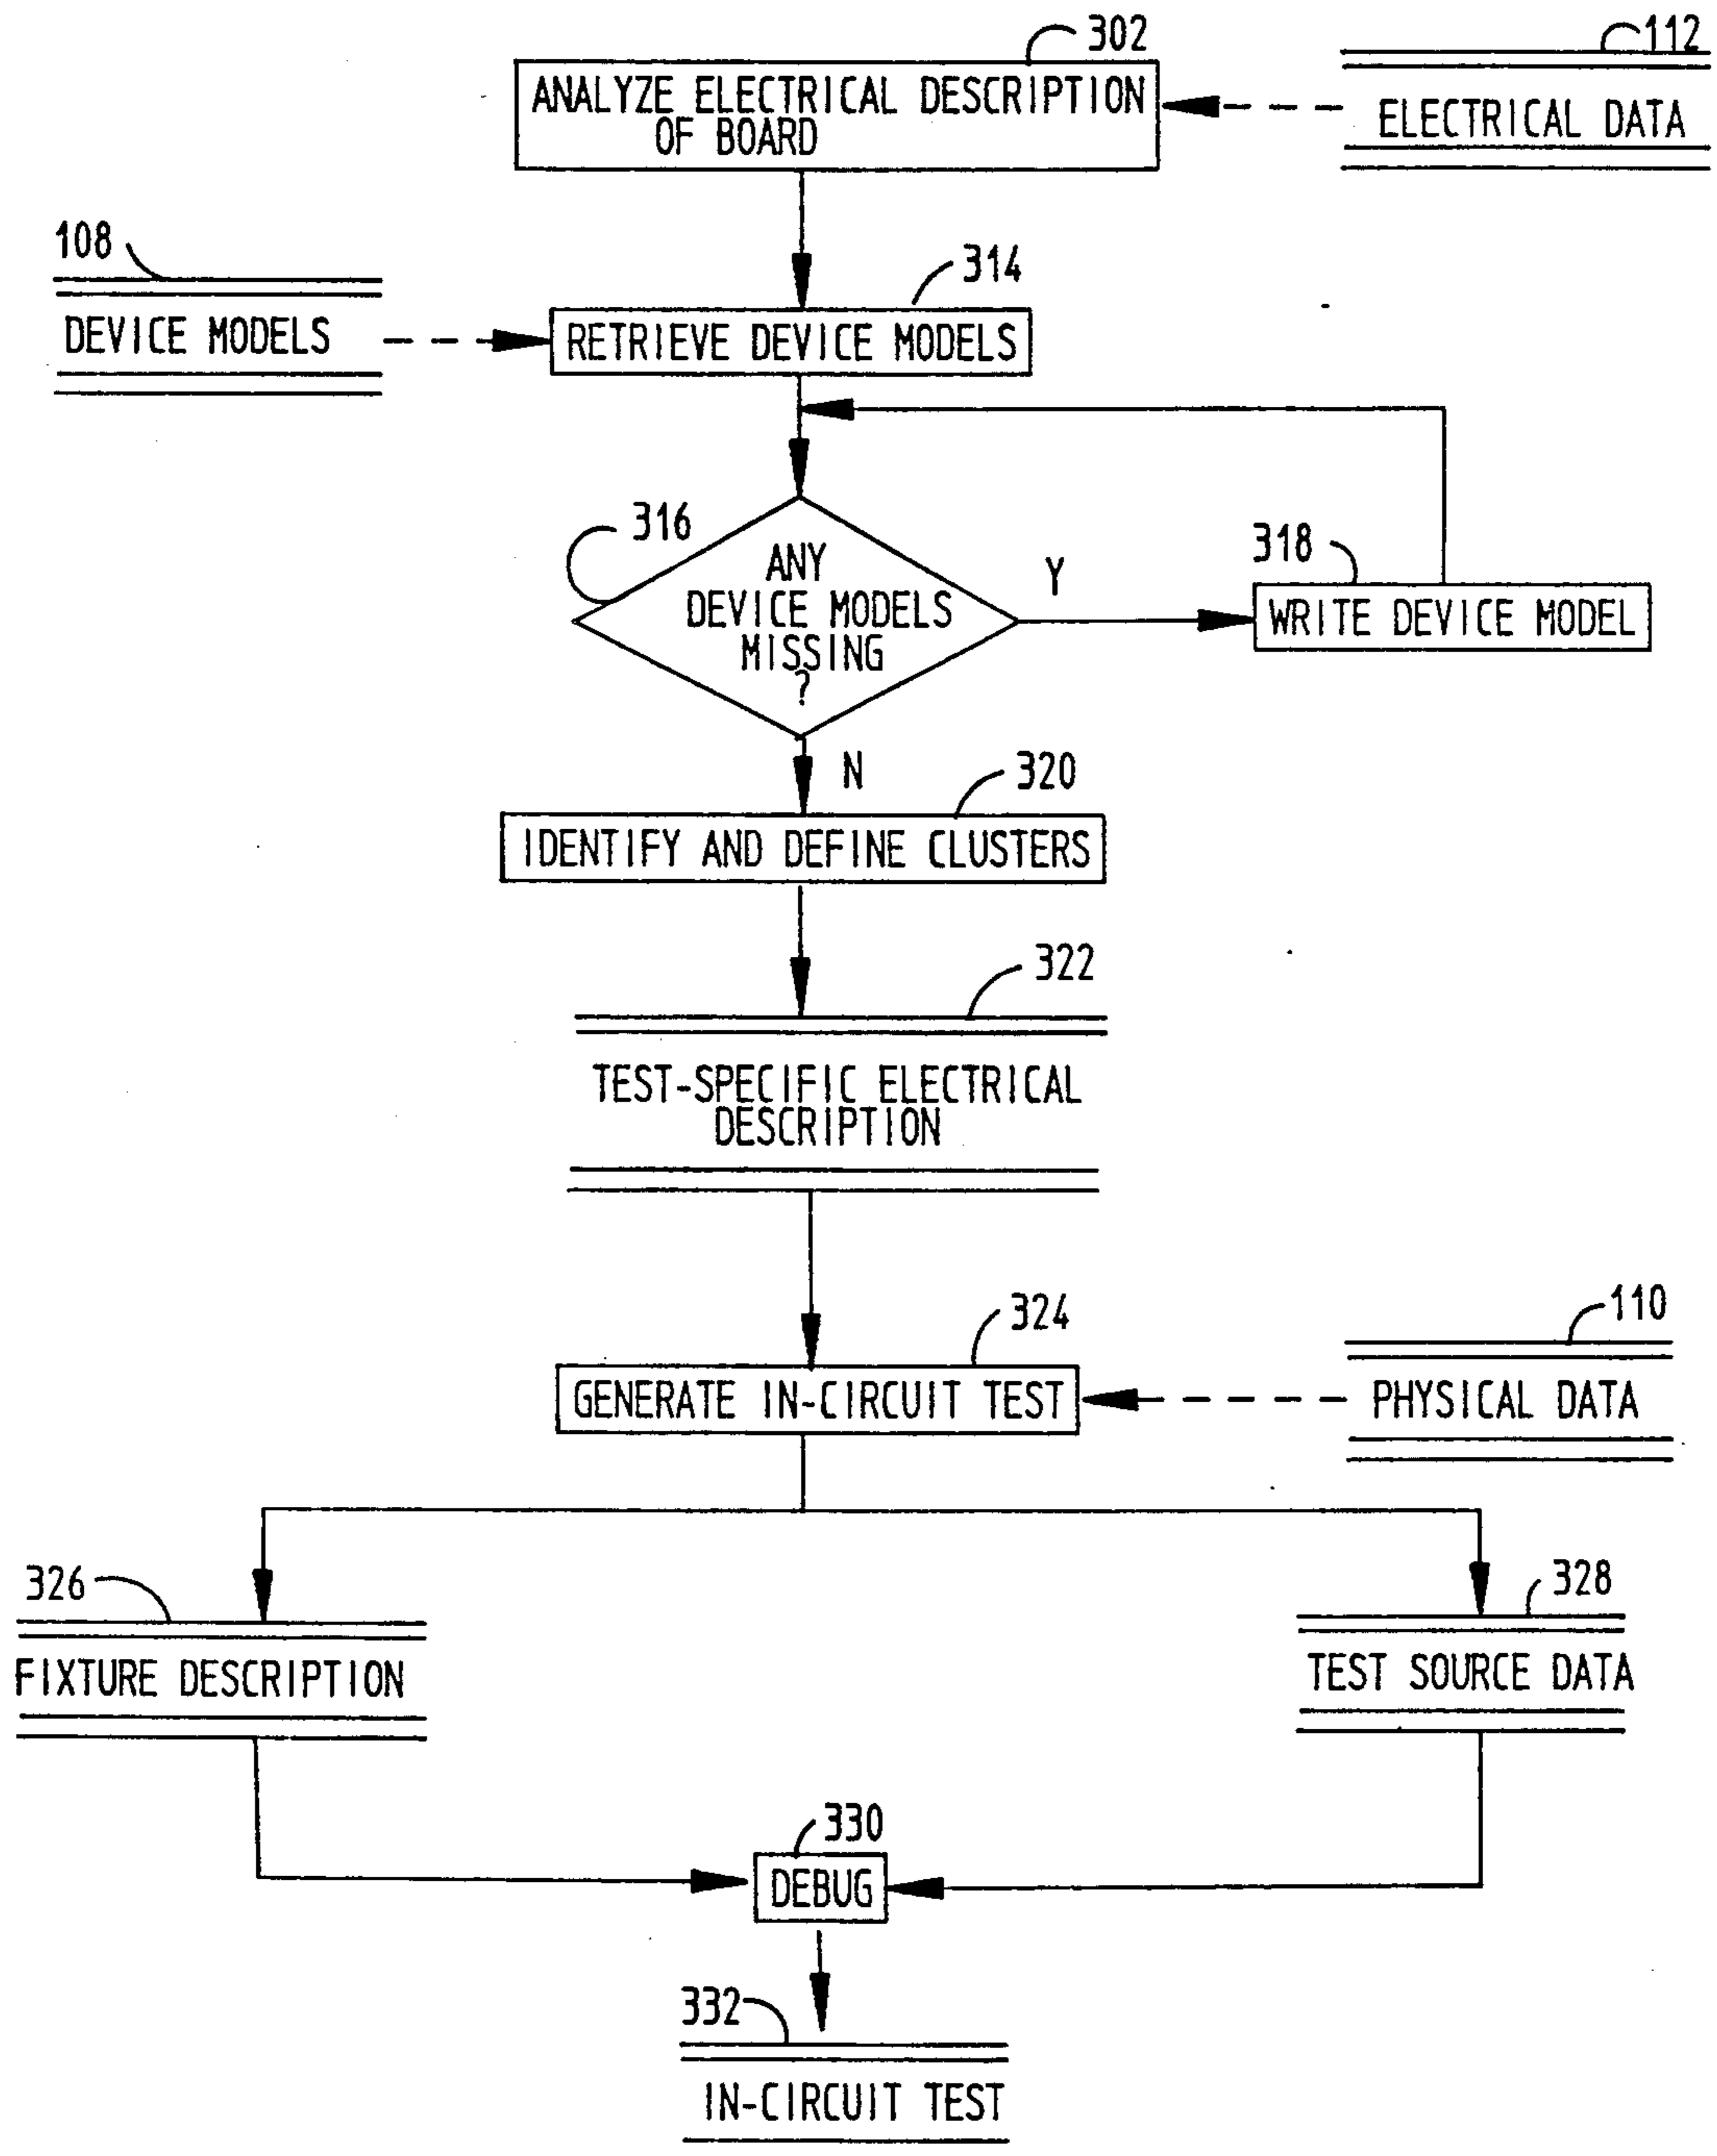 302
112
ANALYZE ELECTRICAL DESCRIPTION
OF BOARD
ELECTRICAL DATA
108
314
DEVICE MODELS
RETRIEVE DEVICE MODELS
316
ANY
DEVICE MODELS
MISSING
?
Y
318
WRITE DEVICE MODEL
N
320
IDENTIFY AND DEFINE CLUSTERS
322
TEST-SPECIFIC ELECTRICAL
DESCRIPTION
324
110
GENERATE IN-CIRCUIT TEST
PHYSICAL DATA
326
328
FIXTURE DESCRIPTION
TEST SOURCE DATA
330
DEBUG
332
IN-CIRCUIT TEST